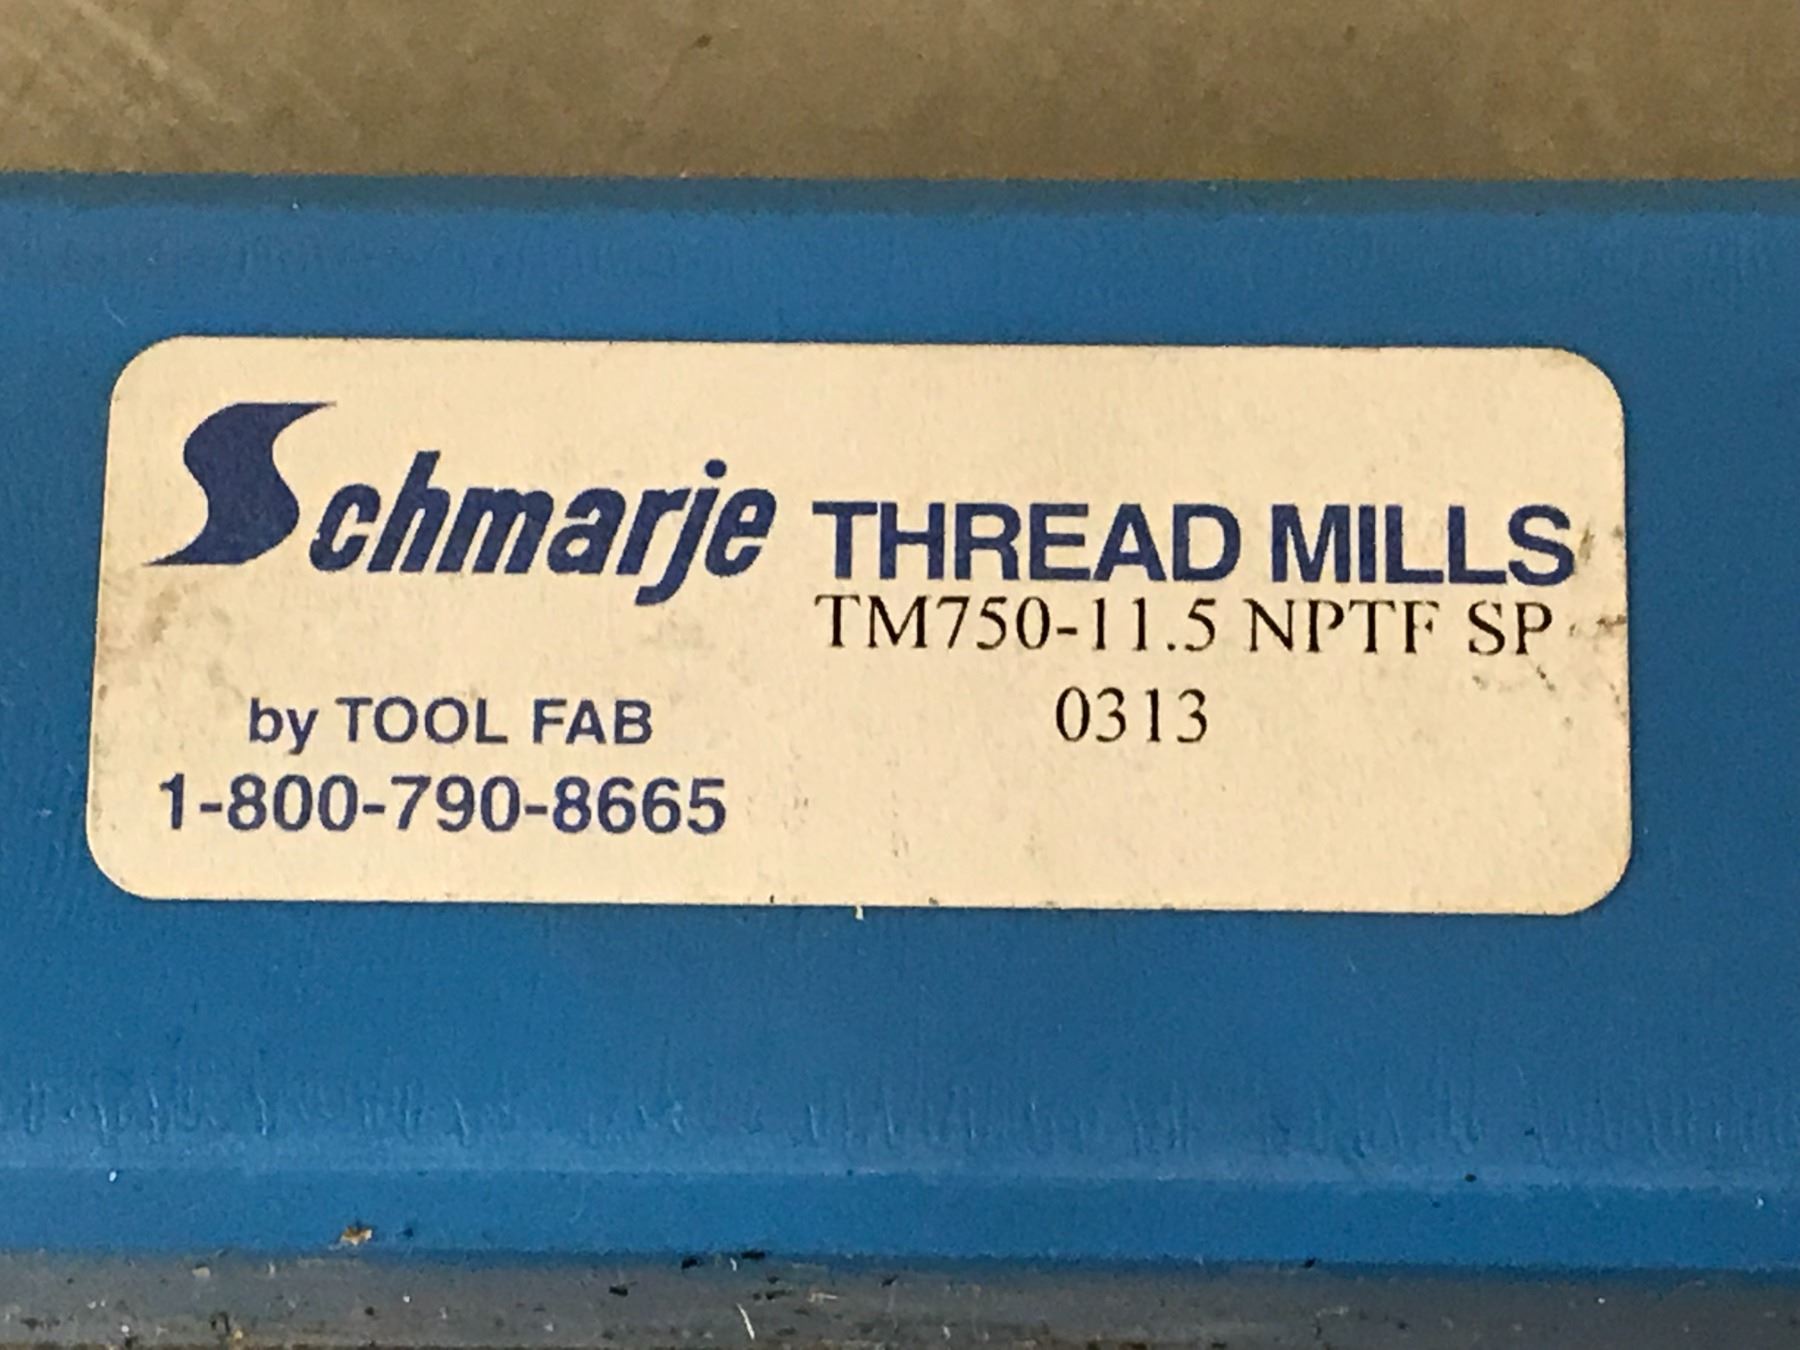 Schmarje THREAD MILLS
TM750-11.5 NPTF SP
0313
by TOOL FAB
1-800-790-8665